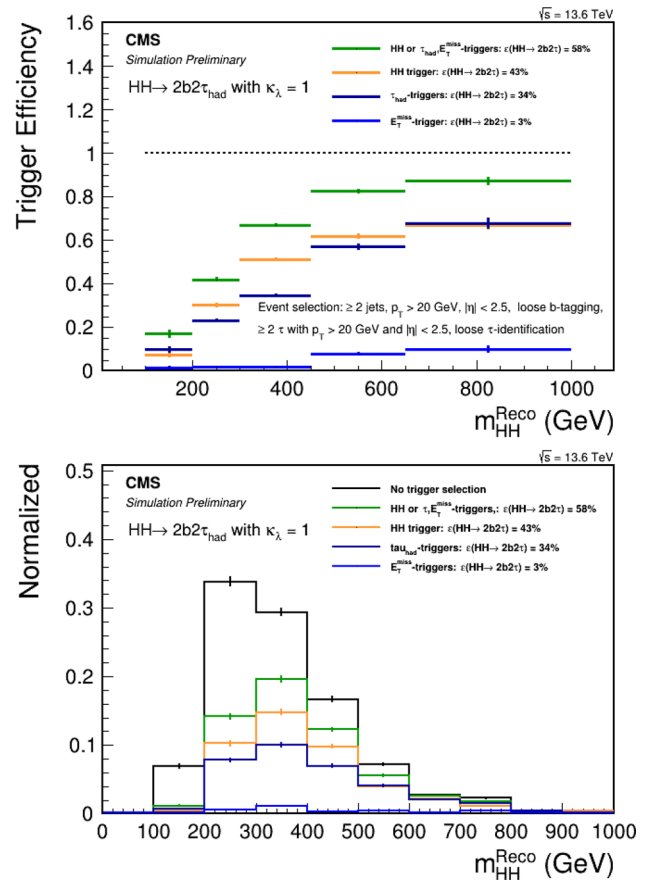 √s = 13.6 TeV
CMS
Simulation Preliminary
HH→ 2b2τhad with κλ = 1
HH or τhad,ETmiss-triggers: ε(HH→ 2b2τ) = 58%
HH trigger: ε(HH→ 2b2τ) = 43%
τhad-triggers: ε(HH→ 2b2τ) = 34%
ETmiss-trigger: ε(HH→ 2b2τ) = 3%
Event selection: ≥ 2 jets, pT > 20 GeV, |η| < 2.5, loose b-tagging,
≥ 2 τ with pT > 20 GeV and |η| < 2.5, loose τ-identification
Trigger Efficiency
1.6
1.4
1.2
1
0.8
0.6
0.4
0.2
0
200 400 600 800 1000
mHHReco (GeV)
√s = 13.6 TeV
CMS
Simulation Preliminary
HH→ 2b2τhad with κλ = 1
No trigger selection
HH or τ,ETmiss-triggers,: ε(HH→ 2b2τ) = 58%
HH trigger: ε(HH→ 2b2τ) = 43%
tauhad-triggers: ε(HH→ 2b2τ) = 34%
ETmiss-triggers: ε(HH→ 2b2τ) = 3%
Normalized
0.5
0.4
0.3
0.2
0.1
0
0 100 200 300 400 500 600 700 800 900 1000
mHHReco (GeV)